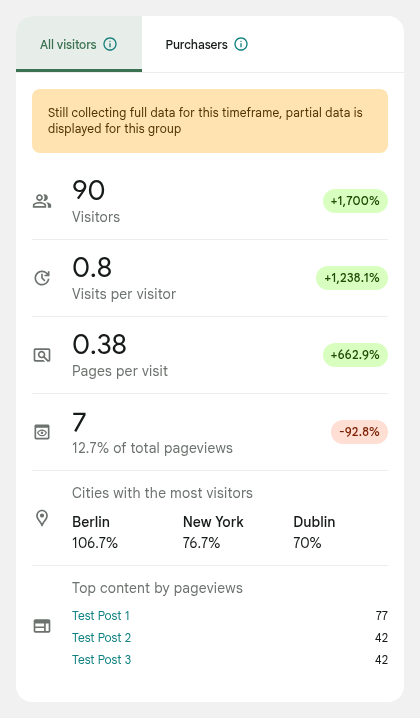 All visitors
Purchasers
Still collecting full data for this timeframe, partial data is
displayed for this group
90
+1,700%
Visitors
0.8
+1,238.1%
Visits per visitor
0.38
+662.9%
Pages per visit
7
-92.8%
12.7% of total pageviews
Cities with the most visitors
Berlin New York Dublin
106.7% 76.7% 70%
Top content by pageviews
Test Post 1 77
Test Post 2 42
Test Post 3 42